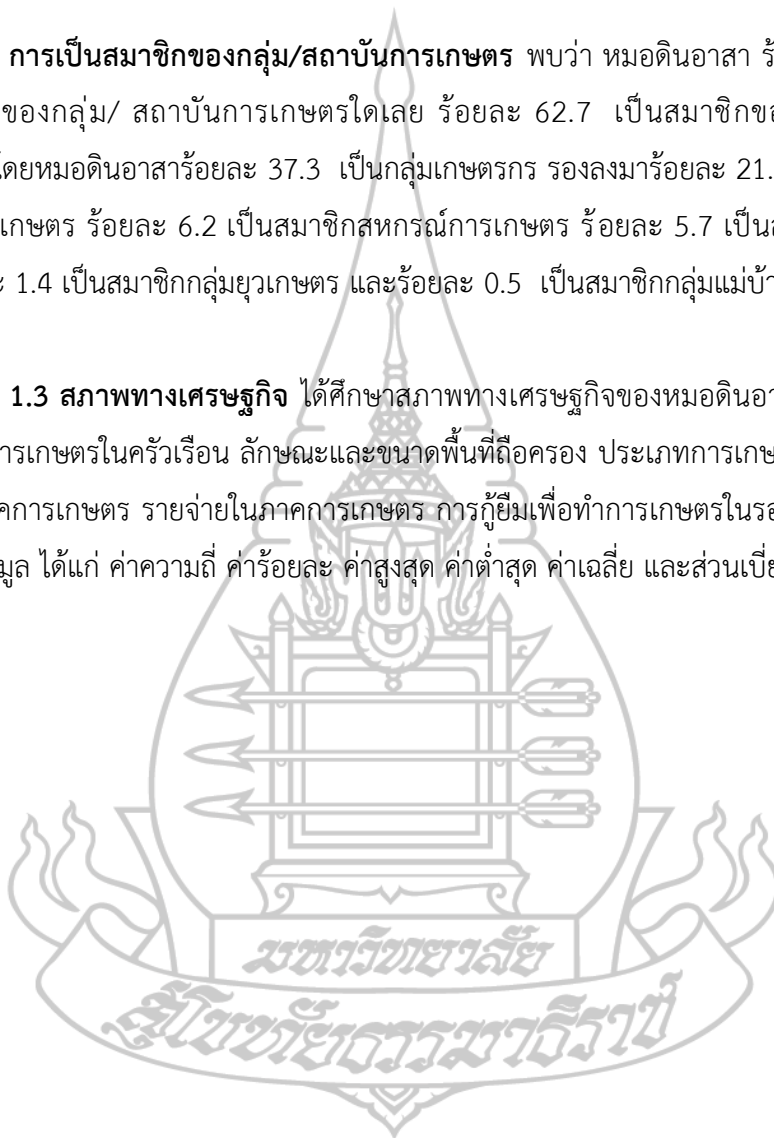 การเป็นสมาชิกของกลุ่ม/สถาบันการเกษตร พบว่า หมอดินอาสา
ของกลุ่ม/ สถาบันการเกษตรใดเลย ร้อยละ 62.7 เป็นสมาชิก
โดยหมอดินอาสาร้อยละ 37.3 เป็นกลุ่มเกษตรกร รองลงมาร้อยละ 21.
เกษตร ร้อยละ 6.2 เป็นสมาชิกสหกรณ์การเกษตร ร้อยละ 5.7 เป็น
1.4 เป็นสมาชิกกลุ่มยุวเกษตร และร้อยละ 0.5 เป็นสมาชิกกลุ่มแม่บ้า
1.3 สภาพทางเศรษฐกิจ ได้ศึกษาสภาพทางเศรษฐกิจของหมอดินอา
การเกษตรในครัวเรือน ลักษณะและขนาดพื้นที่ถือครอง ประเภทการเกษ
คการเกษตร รายจ่ายในภาคการเกษตร การกู้ยืมเพื่อทำการเกษตรในรอ
มูล ได้แก่ ค่าความถี่ ค่าร้อยละ ค่าสูงสุด ค่าต่ำสุด ค่าเฉลี่ย และส่วนเบี่ย
มหาวิทยาลัย
สุโขทัยธรรมาธิราช